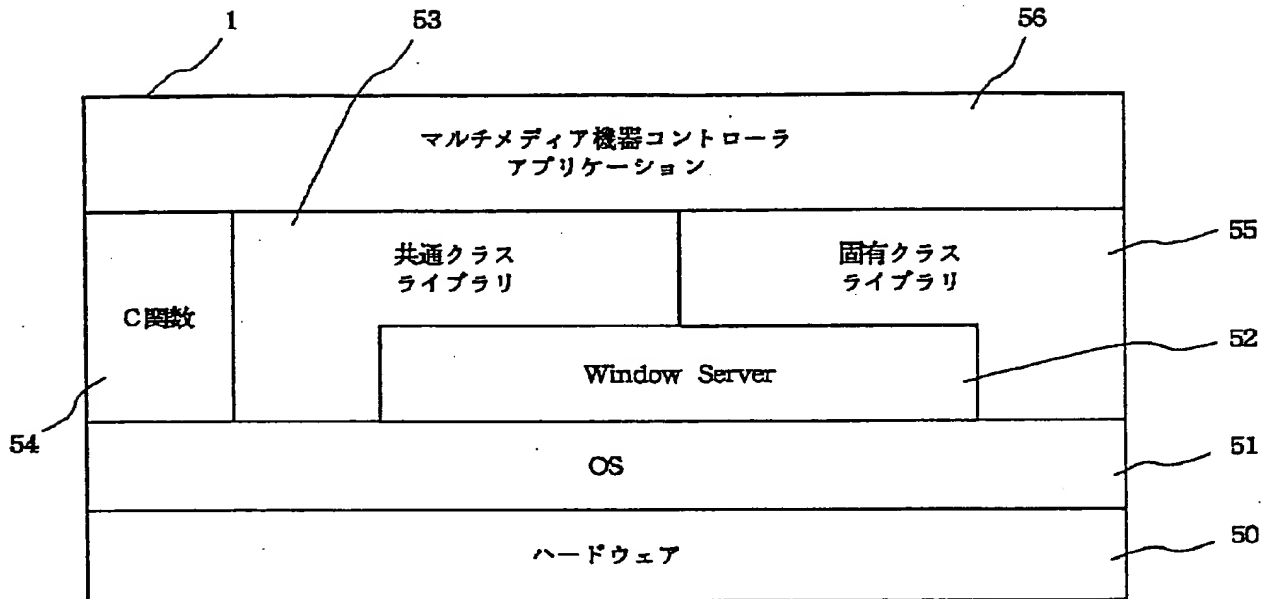 1
53
56
マルチメディア機器コントローラ
アプリケーション
共通クラス
ライブラリ
固有クラス
ライブラリ
55
C関数
Window Server
52
54
OS
51
ハードウェア
50